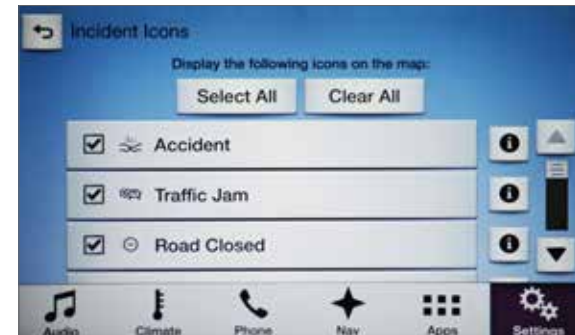 Incident Icons
Display the following icons on the map:
Select All Clear All
Accident
Traffic Jam
Road Closed
Audio Climate Phone Nav Apps Settings